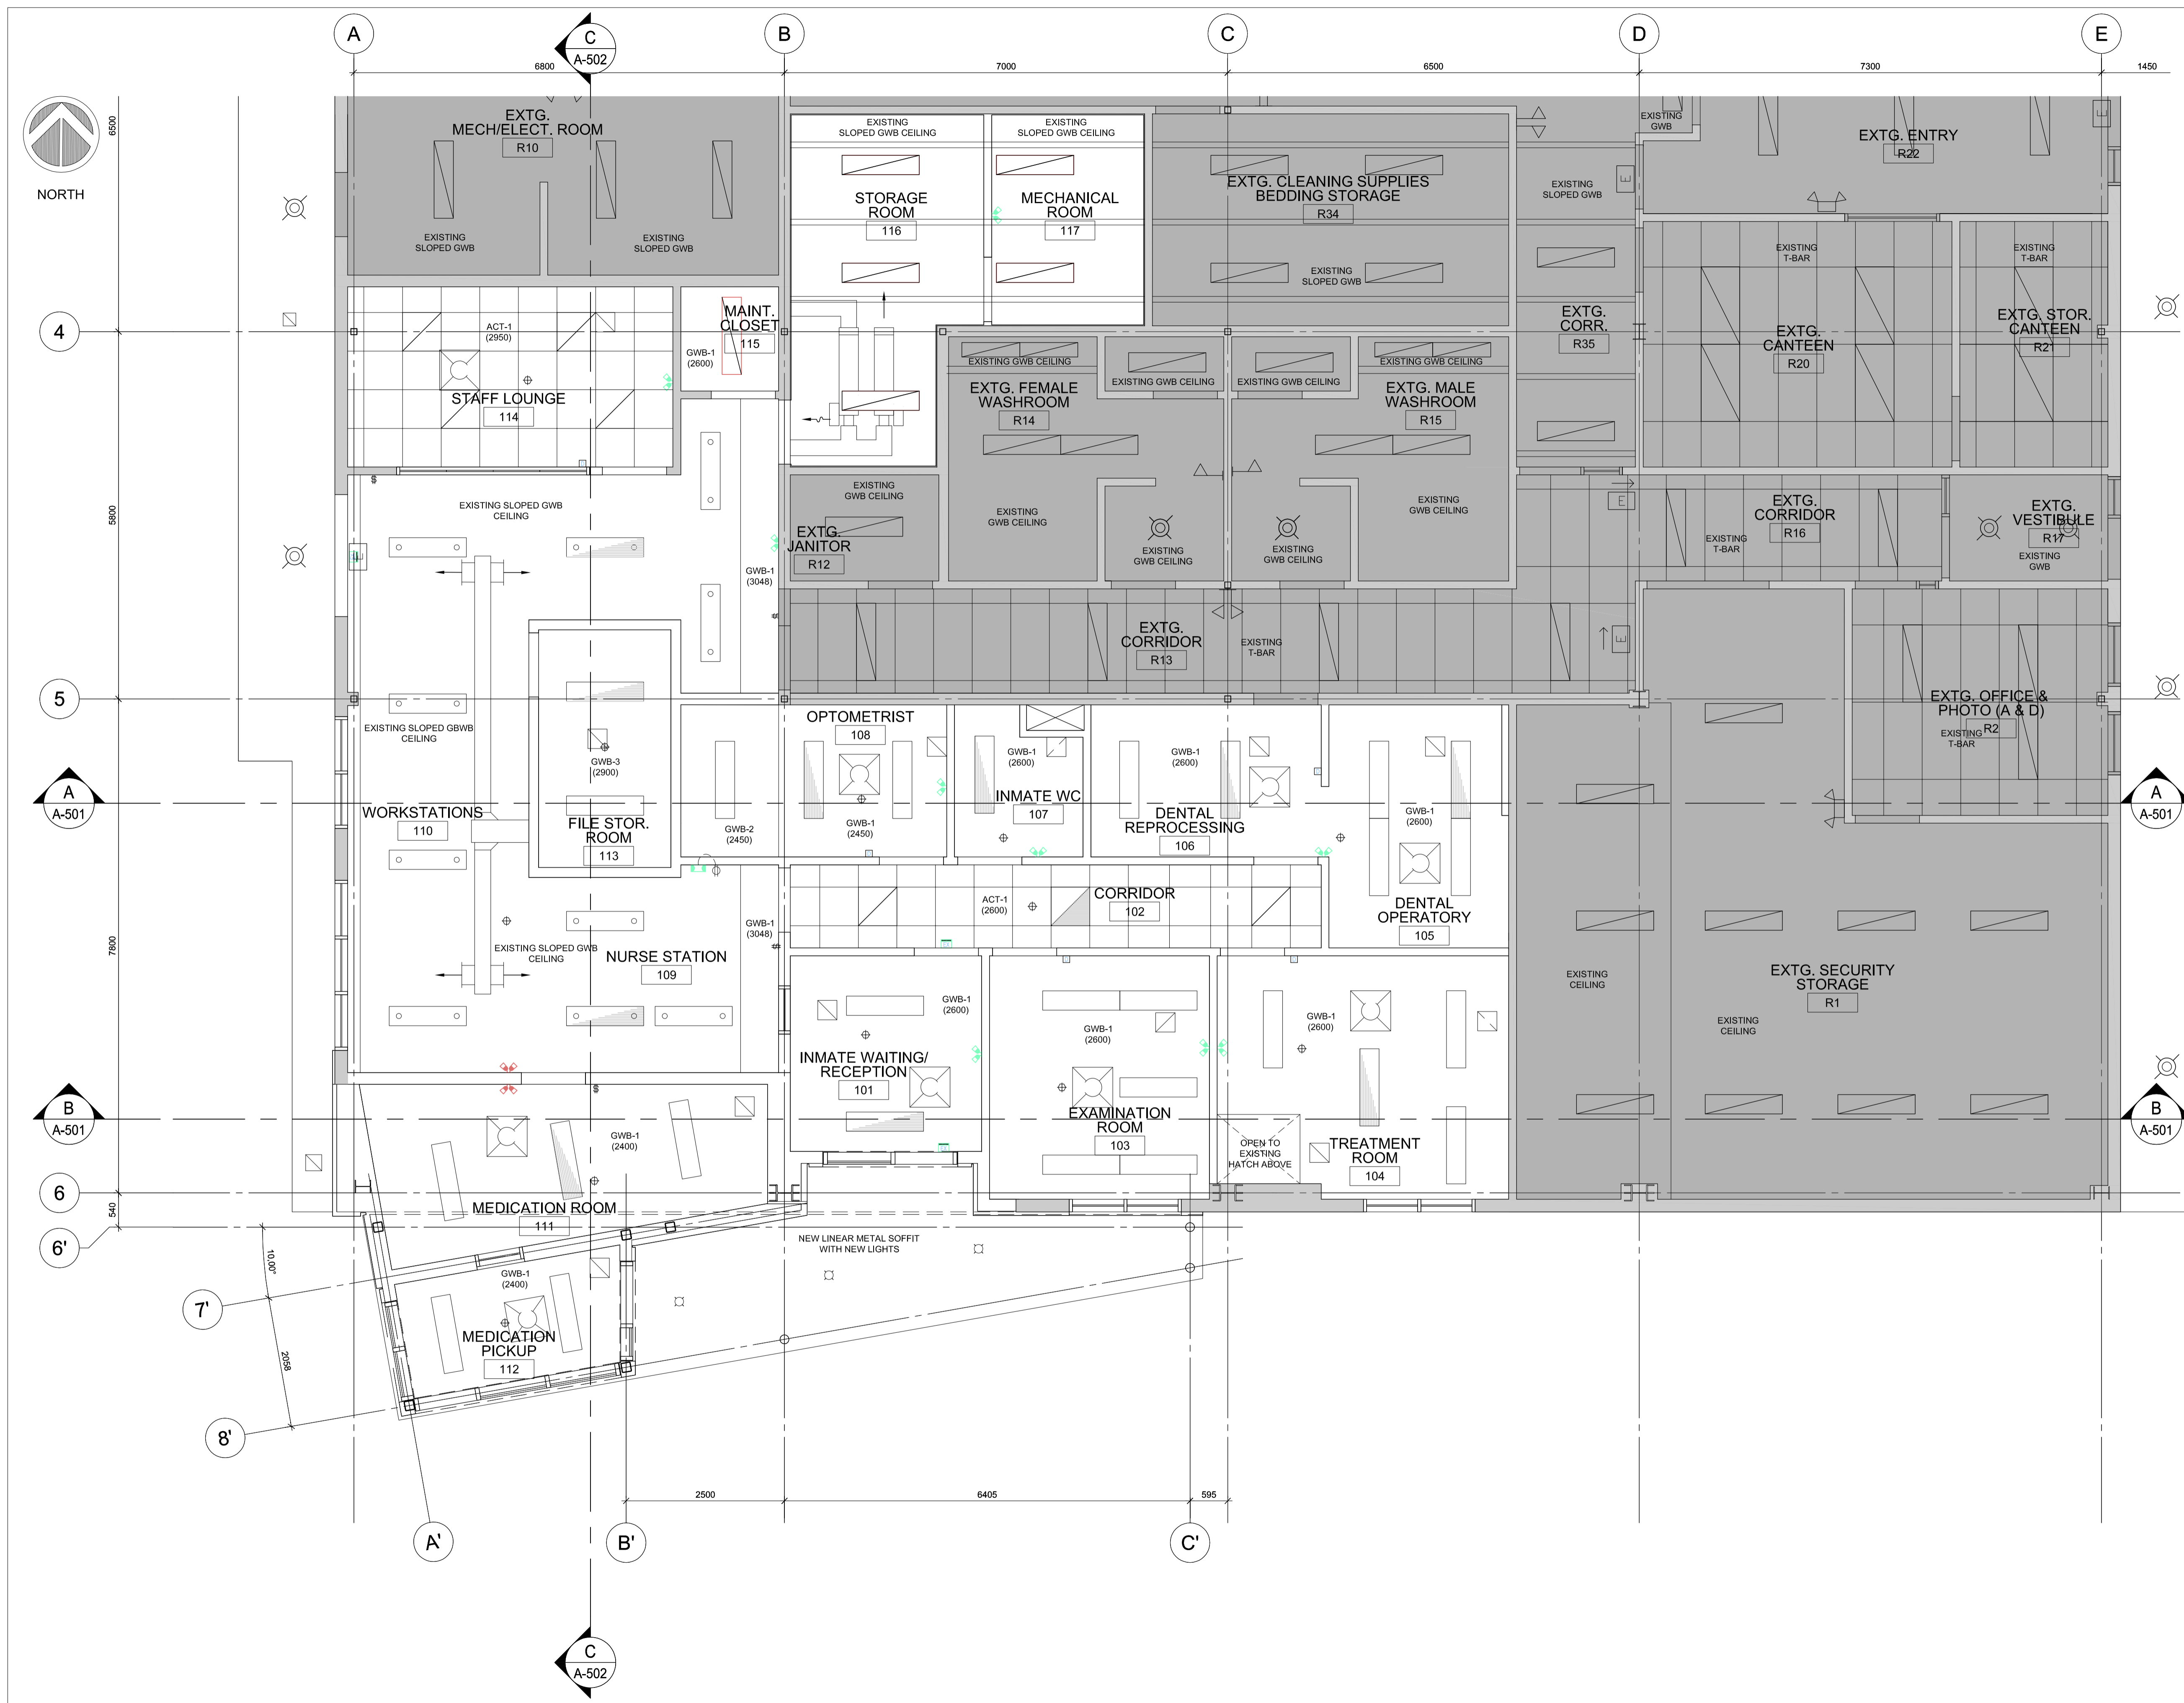 A
C
A-502
B
C
D
E
6800
7000
6500
7300
1450
NORTH
6500
5800
7800
540
4
5
6
6'
7'
8'
10.00°
2058
EXTG.
MECH/ELECT. ROOM
R10
EXISTING
SLOPED GWB
EXISTING
SLOPED GWB
EXISTING
SLOPED GWB CEILING
EXISTING
SLOPED GWB CEILING
STORAGE
ROOM
116
MECHANICAL
ROOM
117
EXTG. CLEANING SUPPLIES
BEDDING STORAGE
R34
EXISTING
SLOPED GWB
EXISTING
GWB
E
EXISTING
SLOPED GWB
EXTG. ENTRY
R22
E
EXISTING
T-BAR
EXISTING
T-BAR
EXTG.
CORR.
R35
EXTG.
CANTEEN
R20
EXTG. STOR.
CANTEEN
R21
ACT-1
(2950)
STAFF LOUNGE
114
MAINT.
CLOSET
115
GWB-1
(2600)
EXISTING GWB CEILING
EXISTING GWB CEILING
EXISTING GWB CEILING
EXISTING GWB CEILING
EXTG. FEMALE
WASHROOM
R14
EXTG. MALE
WASHROOM
R15
EXISTING
GWB CEILING
EXISTING
GWB CEILING
EXISTING
GWB CEILING
EXISTING
GWB CEILING
EXISTING
GWB CEILING
EXTG.
JANITOR
R12
$
EXISTING SLOPED GWB
CEILING
GWB-1
(3048)
E
E
EXTG.
CORRIDOR
R16
EXISTING
T-BAR
EXTG.
VESTIBULE
R17
EXISTING
GWB
EXTG.
CORRIDOR
R13
EXISTING
T-BAR
E
EXTG. OFFICE &
PHOTO (A & D)
R2
EXISTING
T-BAR
EXISTING SLOPED GBWB
CEILING
GWB-3
(2900)
FILE STOR.
ROOM
113
WORKSTATIONS
110
OPTOMETRIST
108
GWB-2
(2450)
GWB-1
(2450)
GWB-1
(2600)
INMATE WC
107
GWB-1
(2600)
DENTAL
REPROCESSING
106
GWB-1
(2600)
DENTAL
OPERATORY
105
A
A-501
A
A-501
ACT-1
(2600)
CORRIDOR
102
GWB-1
(3048)
EXISTING SLOPED GWB
CEILING
NURSE STATION
109
GWB-1
(2600)
INMATE WAITING/
RECEPTION
101
GWB-1
(2600)
EXAMINATION
ROOM
103
GWB-1
(2600)
OPEN TO
EXISTING
HATCH ABOVE
TREATMENT
ROOM
104
EXISTING
CEILING
EXISTING
CEILING
EXTG. SECURITY
STORAGE
R1
B
A-501
B
A-501
$
GWB-1
(2400)
MEDICATION ROOM
111
GWB-1
(2400)
MEDICATION
PICKUP
112
NEW LINEAR METAL SOFFIT
WITH NEW LIGHTS
2500
6405
595
A'
B'
C'
C
A-502